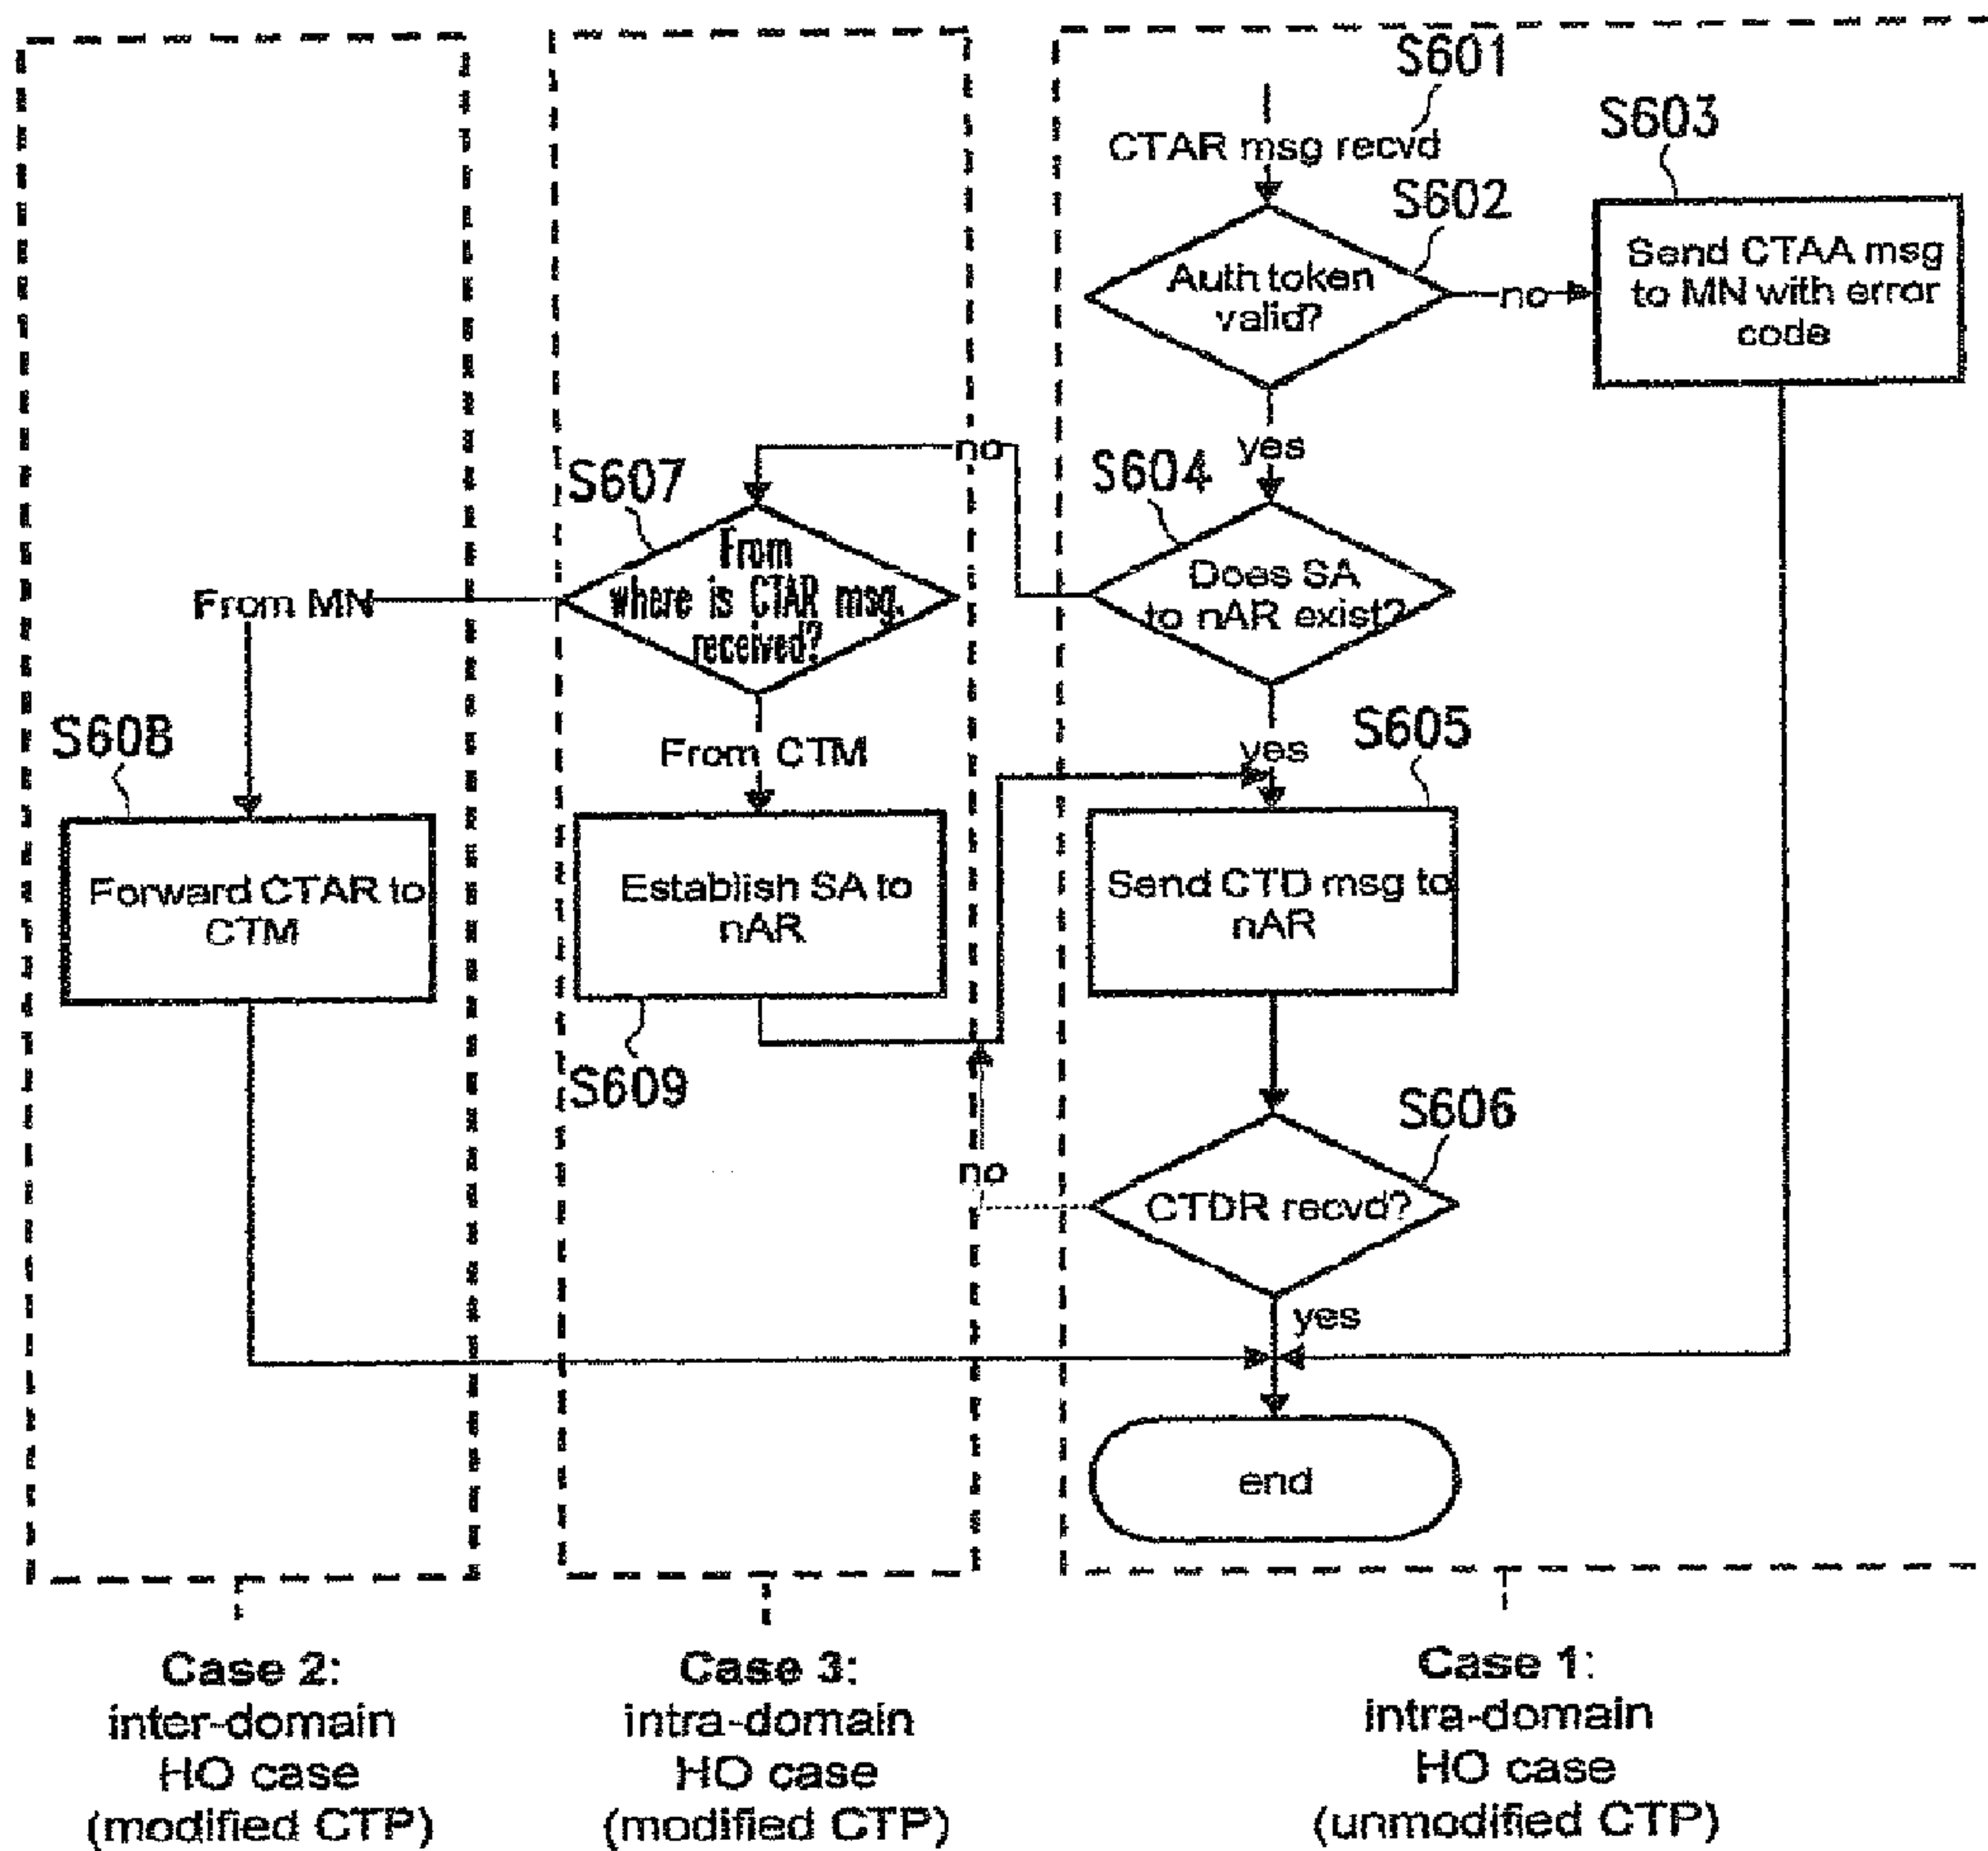 S601
CTAR msg recvd
S602
Auth token
valid?
no
S603
Send CTAA msg
to MN with error
code
yes
no
S604
Does SA
to nAR exist?
S607
From
where is CTAR msg.
received?
From MN
From CTM
yes
S605
S608
Forward CTAR to
CTM
Establish SA to
nAR
Send CTD msg to
nAR
S609
S606
CTDR recvd?
no
yes
end
Case 2:
inter-domain
HO case
(modified CTP)
Case 3:
intra-domain
HO case
(modified CTP)
Case 1:
intra-domain
HO case
(unmodified CTP)